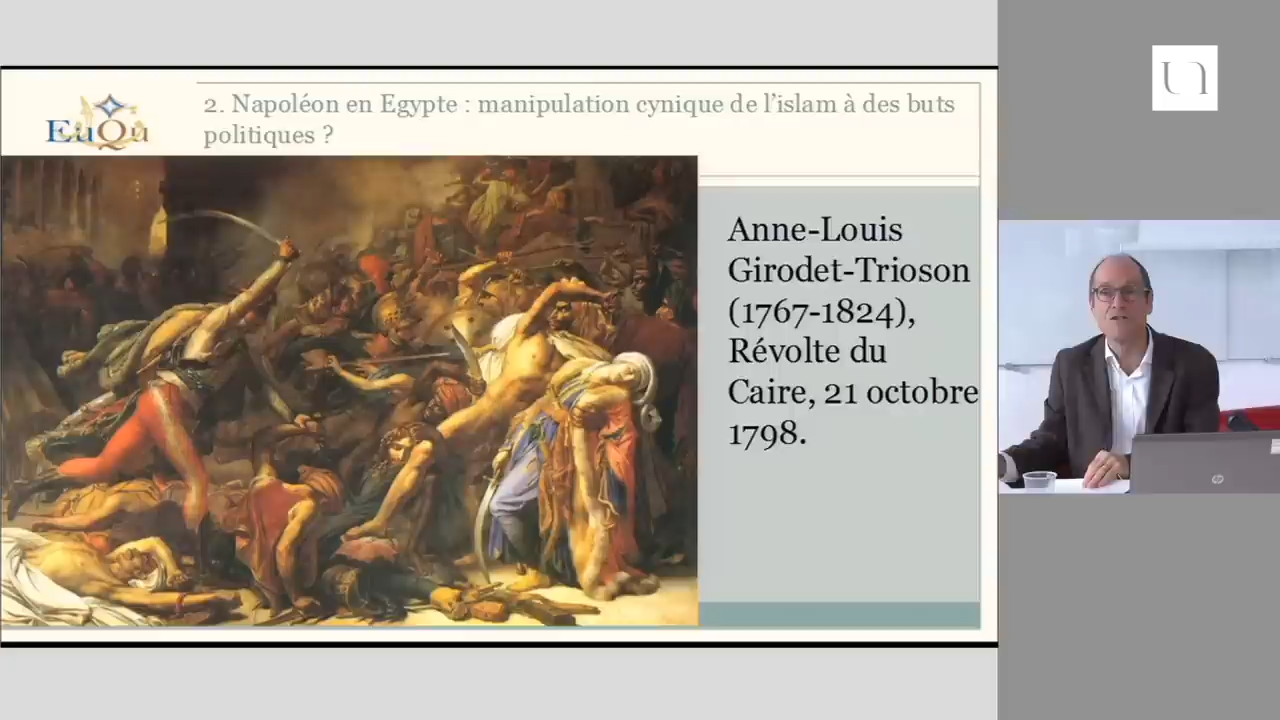 2. Napoléon en Egypte : manipulation cynique de l’islam à des buts
politiques ?
EuQu
Anne-Louis
Girodet-Trioson
(1767-1824),
Révolte du
Caire, 21 octobre
1798.
hp